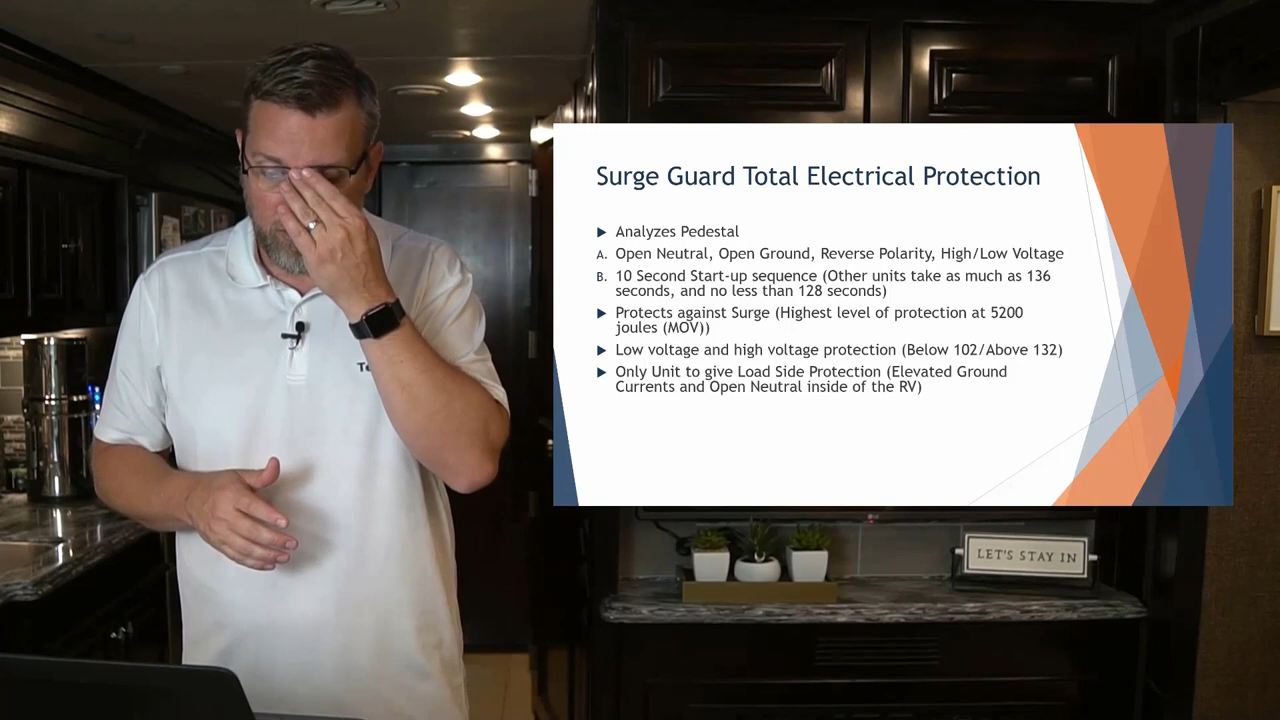 Surge Guard Total Electrical Protection
Analyzes Pedestal
A. Open Neutral, Open Ground, Reverse Polarity, High/Low Voltage
B. 10 Second Start-up sequence (Other units take as much as 136
seconds, and no less than 128 seconds)
Protects against Surge (Highest level of protection at 5200
joules (MOV))
Low voltage and high voltage protection (Below 102/Above 132)
Only Unit to give Load Side Protection (Elevated Ground
Currents and Open Neutral inside of the RV)
LET'S STAY IN